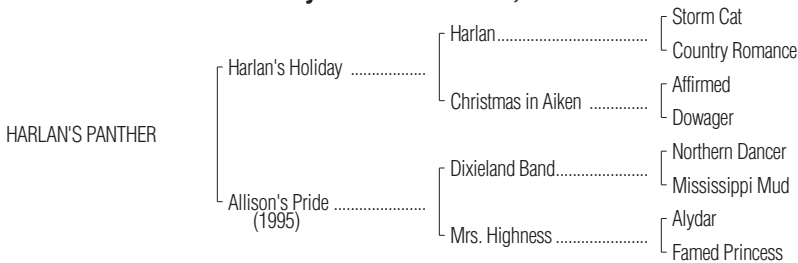 Storm Cat
Harlan..................................
Country Romance
Harlan's Holiday ..................
Affirmed
Christmas in Aiken ..............
Dowager
HARLAN'S PANTHER
Northern Dancer
Dixieland Band......................
Mississippi Mud
Allison's Pride ......................
(1995)
Alydar
Mrs. Highness ......................
Famed Princess